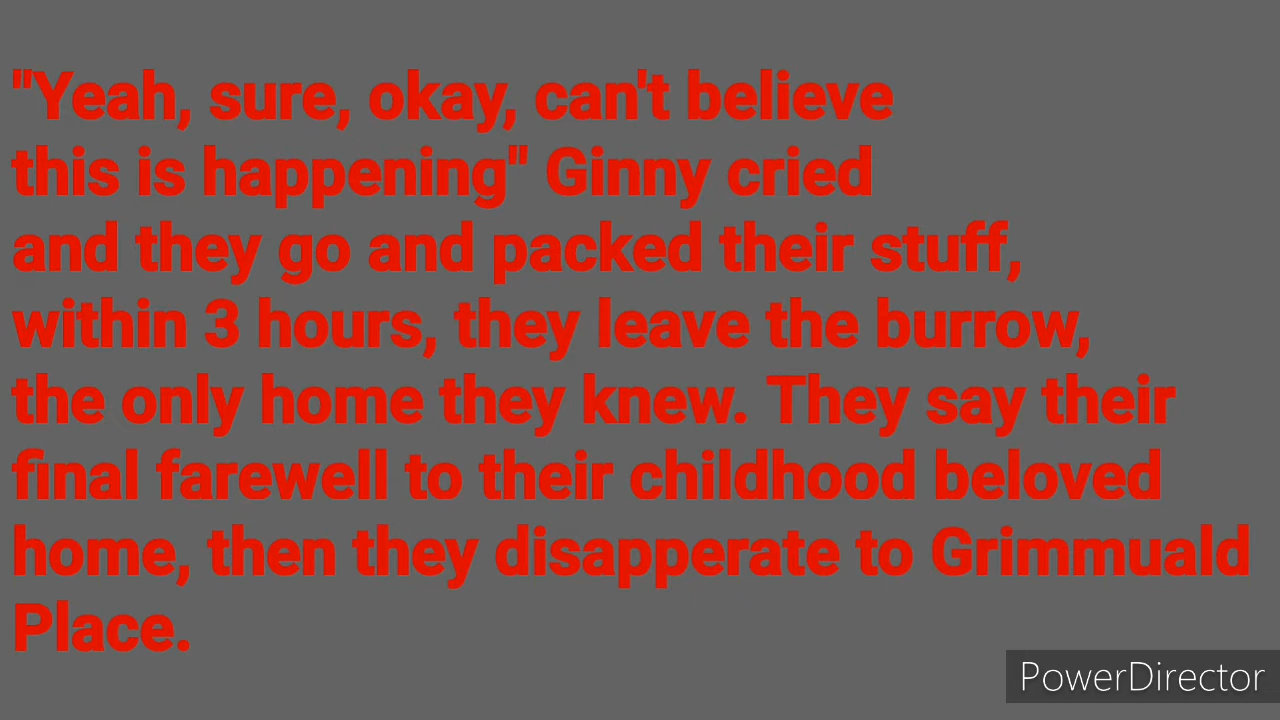 "Yeah, sure, okay, can't believe
this is happening" Ginny cried
and they go and packed their stuff,
within 3 hours, they leave the burrow,
the only home they knew. They say their
final farewell to their childhood beloved
home, then they disapperate to Grimmuald
Place.
PowerDirector